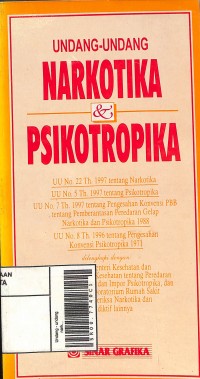 UNDANG-UNDANG
NARKOTIKA
&
PSIKOTROPIKA
UU No. 22 Th. 1997 tentang Narkotika
UU No. 5 Th. 1997 tentang Psikotropika
UU No. 7 Th. 1997 tentang Pengesahan Konvensi PBB
tentang Pemberantasan Peredaran Gelap
Narkotika dan Psikotropika 1988
UU No. 8 Th. 1996 tentang Pengesahan
Konvensi Psikotropika 1971
dilengkapi dengan
Kesehatan dan
Kesehatan tentang Peredaran
dan Impor Psikotropika, dan
Rumah Sakit
Narkotika dan
lainnya
SINAR GRAFIKA